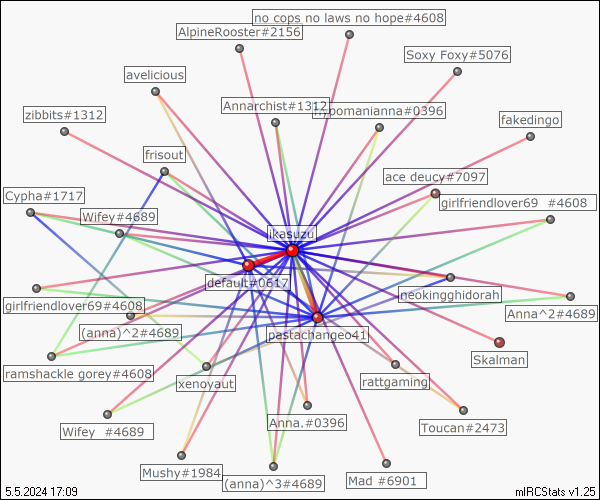 no cops no laws no hope#4608
AlpineRooster#2156
Soxy Foxy#5076
avelicious
Annarchist#1312
hypomanianna#0396
zibbits#1312
fakedingo
frisout
ace deucy#7097
Cypha#1717
girlfriendlover69 #4608
Wifey#4689
ikasuzu
default#0617
neokingghidorah
girlfriendlover69#4608
Anna^2#4689
(anna)^2#4689
pastachangeo41
Skalman
ramshackle gorey#4608
xenovaut
rattgaming
Anna.#0396
Toucan#2473
Wifey #4689
Mushy#1984
(anna)^3#4689
Mad #6901
5.5.2024 17:09
mIRCStats v1.25